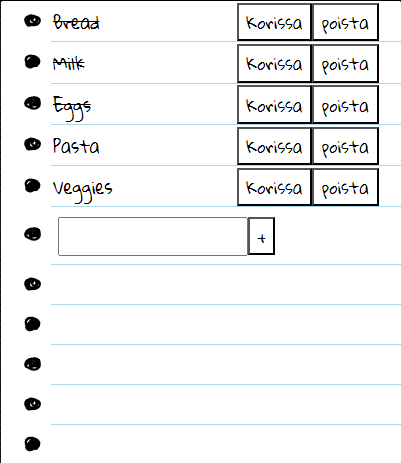 Bread Korissa poista
Milk Korissa poista
Eggs Korissa poista
Pasta Korissa poista
Veggies Korissa poista
+